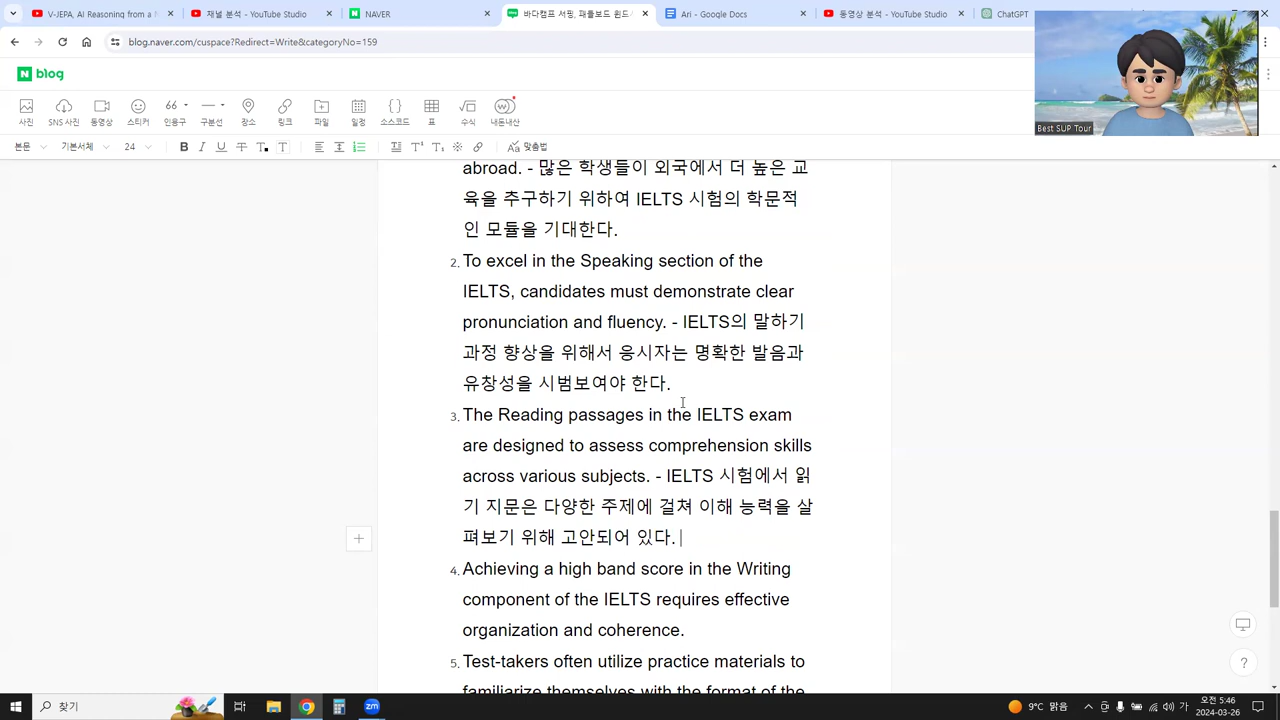 V-JEPA, AI Reasoning from a
채널 분석 - YouTube Studio
NAVER
바다캠프 서핑, 패들보드 윈드
Ari - Google Docs
동영상 분석 - YouTube Studio
ChatGPT
blog.naver.com/cuspace?Redirect=Write&categoryNo=159
N blog
사진 SNS 사진 동영상 스티커 인용구 구분선 장소 링크 파일 일정 소스코드 표 수식 내돈내산
본문 기본서체 24 맞춤법
Best SUP Tour
abroad. - 많은 학생들이 외국에서 더 높은 교
육을 추구하기 위하여 IELTS 시험의 학문적
인 모듈을 기대한다.
2. To excel in the Speaking section of the
IELTS, candidates must demonstrate clear
pronunciation and fluency. - IELTS의 말하기
과정 향상을 위해서 응시자는 명확한 발음과
유창성을 시범보여야 한다.
3. The Reading passages in the IELTS exam
are designed to assess comprehension skills
across various subjects. - IELTS 시험에서 읽
기 지문은 다양한 주제에 걸쳐 이해 능력을 살
펴보기 위해 고안되어 있다.
4. Achieving a high band score in the Writing
component of the IELTS requires effective
organization and coherence.
5. Test-takers often utilize practice materials to
familiarize themselves with the format of the
찾기
9°C 맑음
가
오전 5:46
2024-03-26